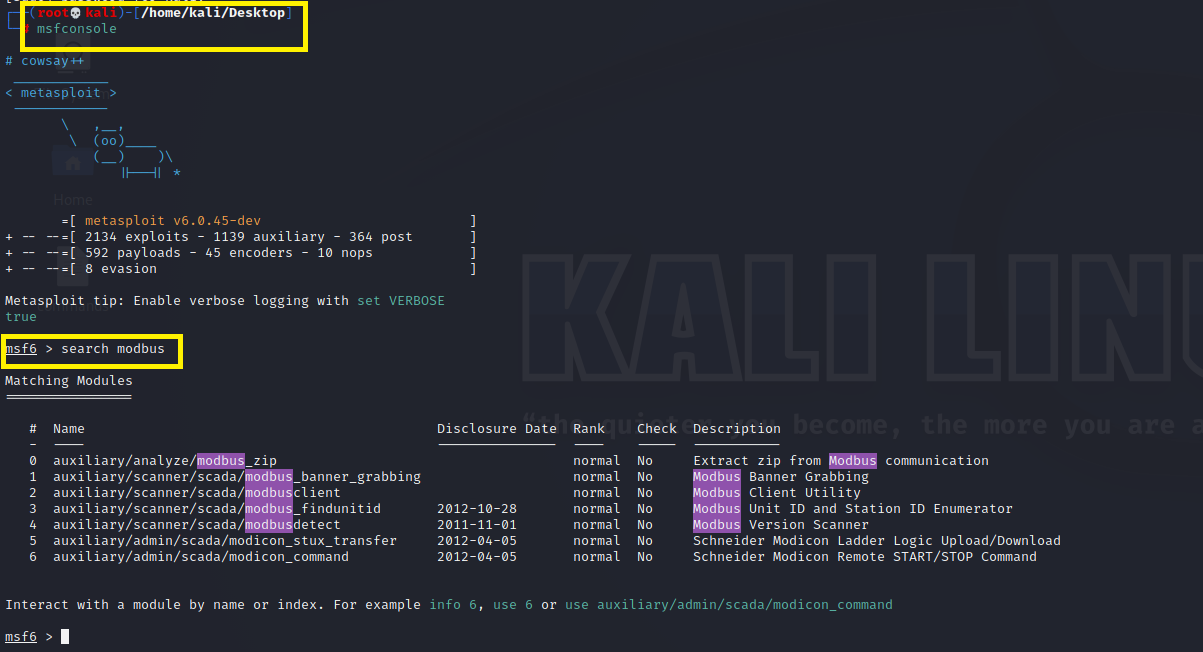 (root💀kali)-[/home/kali/Desktop]
# msfconsole
# cowsay++
____________
< metasploit >
------------
\   ,__,
\  (oo)____
(__)    )\
||--|| *
Home
=[ metasploit v6.0.45-dev ]
+ -- --=[ 2134 exploits - 1139 auxiliary - 364 post ]
+ -- --=[ 592 payloads - 45 encoders - 10 nops ]
+ -- --=[ 8 evasion ]
Metasploit tip: Enable verbose logging with set VERBOSE
true
KALI LINU
msf6 > search modbus
Matching Modules
================
“the quieter you become, the more you are a
# Name Disclosure Date Rank Check Description
- ---- --------------- ---- ----- -----------
0 auxiliary/analyze/modbus_zip normal No Extract zip from Modbus communication
1 auxiliary/scanner/scada/modbus_banner_grabbing normal No Modbus Banner Grabbing
2 auxiliary/scanner/scada/modbusclient normal No Modbus Client Utility
3 auxiliary/scanner/scada/modbus_findunitid 2012-10-28 normal No Modbus Unit ID and Station ID Enumerator
4 auxiliary/scanner/scada/modbusdetect 2011-11-01 normal No Modbus Version Scanner
5 auxiliary/admin/scada/modicon_stux_transfer 2012-04-05 normal No Schneider Modicon Ladder Logic Upload/Download
6 auxiliary/admin/scada/modicon_command 2012-04-05 normal No Schneider Modicon Remote START/STOP Command
Interact with a module by name or index. For example info 6, use 6 or use auxiliary/admin/scada/modicon_command
msf6 >